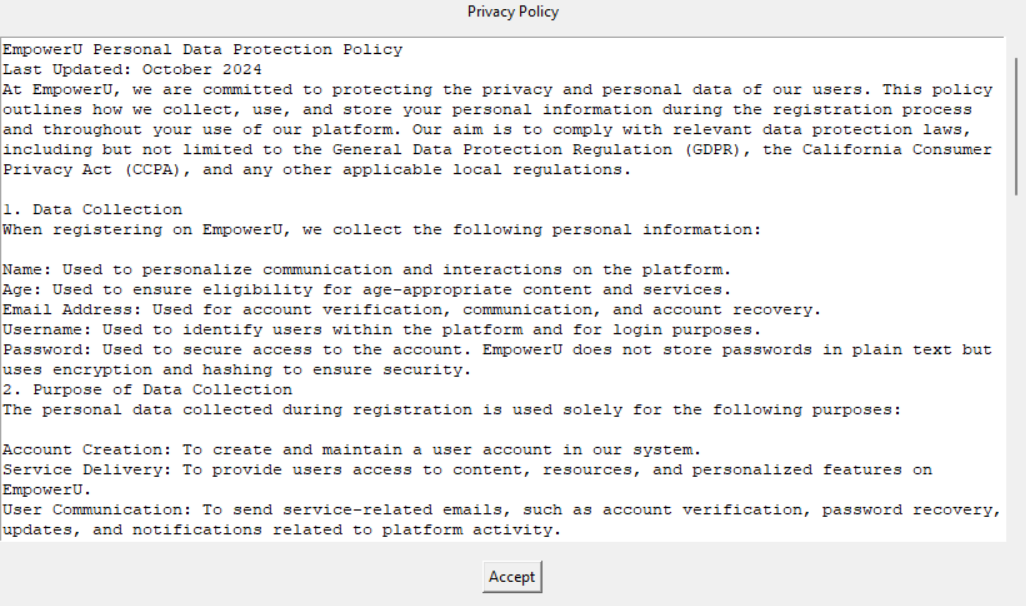 Privacy Policy
EmpowerU Personal Data Protection Policy
Last Updated: October 2024
At EmpowerU, we are committed to protecting the privacy and personal data of our users. This policy
outlines how we collect, use, and store your personal information during the registration process
and throughout your use of our platform. Our aim is to comply with relevant data protection laws,
including but not limited to the General Data Protection Regulation (GDPR), the California Consumer
Privacy Act (CCPA), and any other applicable local regulations.
1. Data Collection
When registering on EmpowerU, we collect the following personal information:
Name: Used to personalize communication and interactions on the platform.
Age: Used to ensure eligibility for age-appropriate content and services.
Email Address: Used for account verification, communication, and account recovery.
Username: Used to identify users within the platform and for login purposes.
Password: Used to secure access to the account. EmpowerU does not store passwords in plain text but
uses encryption and hashing to ensure security.
2. Purpose of Data Collection
The personal data collected during registration is used solely for the following purposes:
Account Creation: To create and maintain a user account in our system.
Service Delivery: To provide users access to content, resources, and personalized features on
EmpowerU.
User Communication: To send service-related emails, such as account verification, password recovery,
updates, and notifications related to platform activity.
Accept